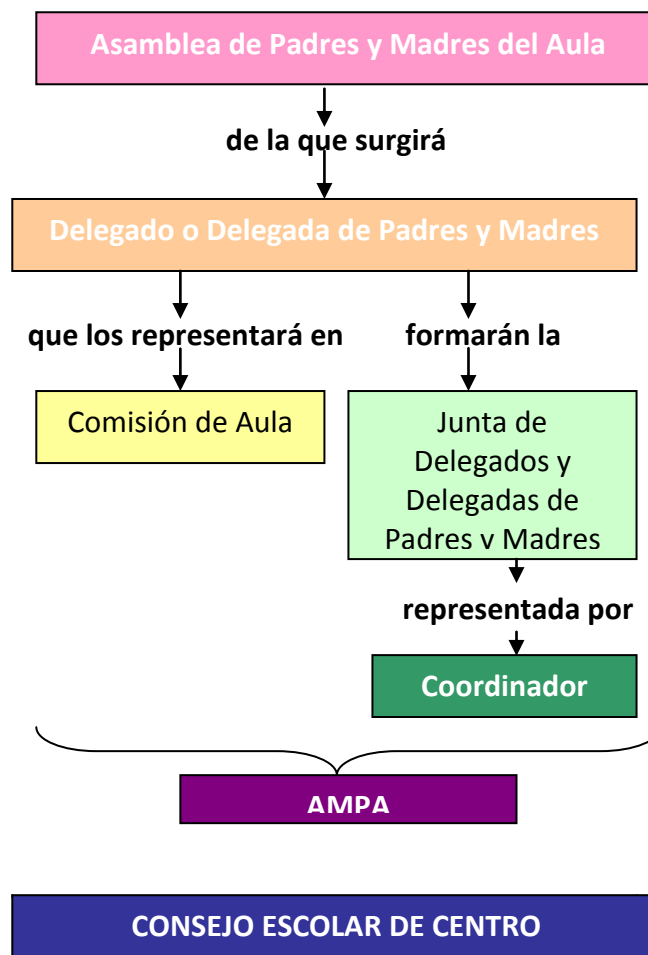 Asamblea de Padres y Madres del Aula
de la que surgirá
Delegado o Delegada de Padres y Madres
que los representará en
formarán la
Comisión de Aula
Junta de
Delegados y
Delegadas de
Padres y Madres
representada por
Coordinador
AMPA
CONSEJO ESCOLAR DE CENTRO